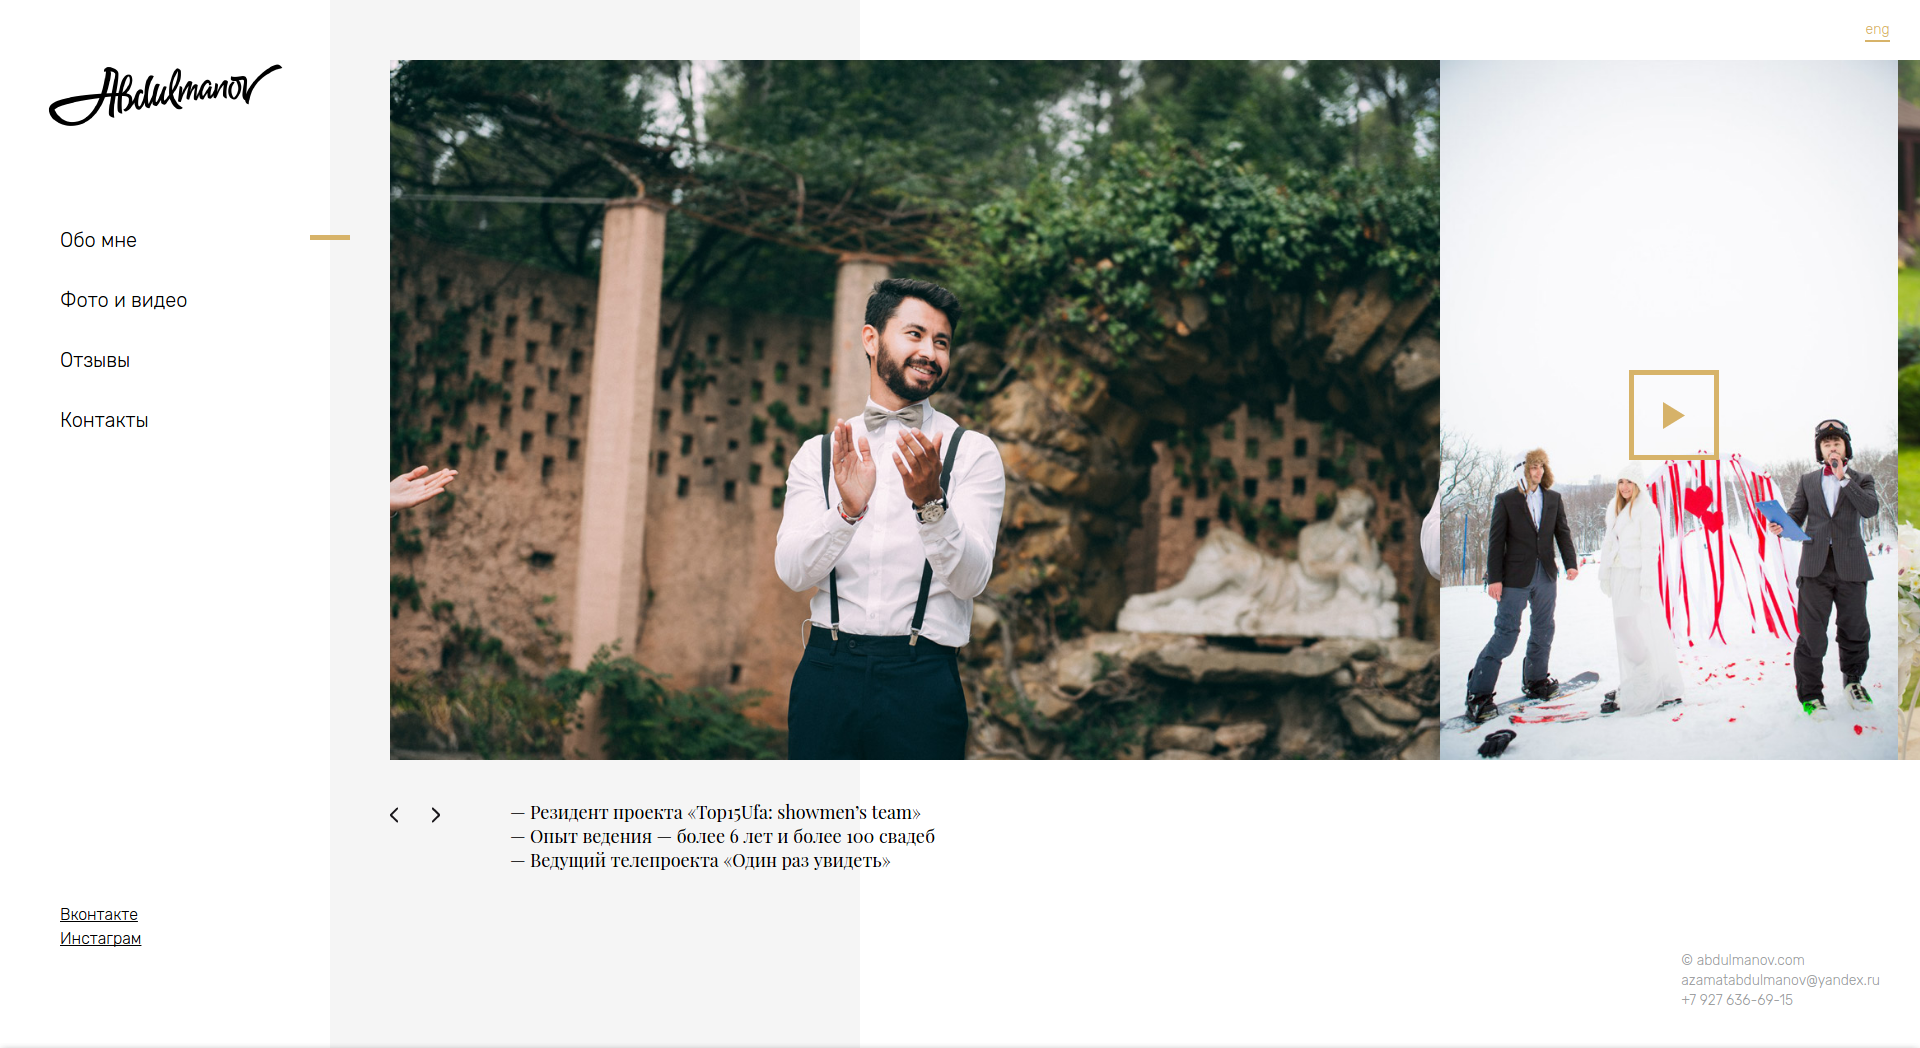 Abdulmanov
eng
Обо мне
Фото и видео
Отзывы
Контакты
— Резидент проекта «Top15Ufa: showmen’s team»
— Опыт ведения — более 6 лет и более 100 свадеб
— Ведущий телепроекта «Один раз увидеть»
Вконтакте
Инстаграм
© abdulmanov.com
azamatabdulmanov@yandex.ru
+7 927 636-69-15